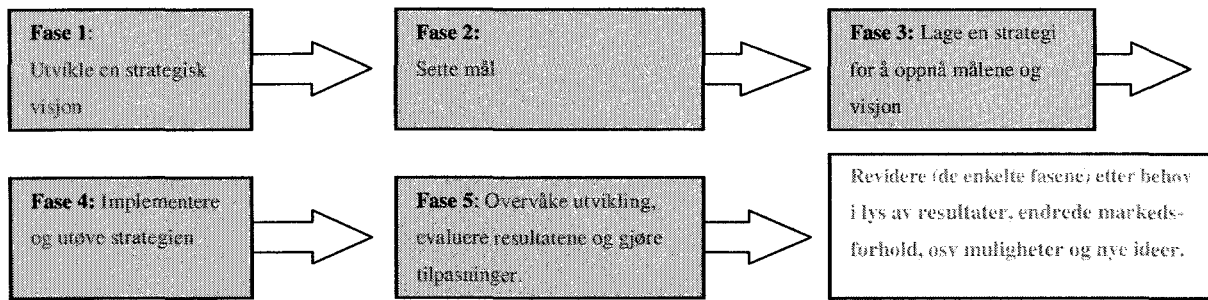 Fase 1:
Utvikle en strategisk
visjon
Fase 2:
Sette mål
Fase 3: Lage en strategi
for å oppnå målene og
visjon
Fase 4: Implementere
og utøve strategien
Fase 5: Overvåke utvikling,
evaluere resultatene og gjøre
tilpasninger.
Revidere (de enkelte fasene) etter behov
i lys av resultater, endrede markeds-
forhold, osv muligheter og nye ideer.